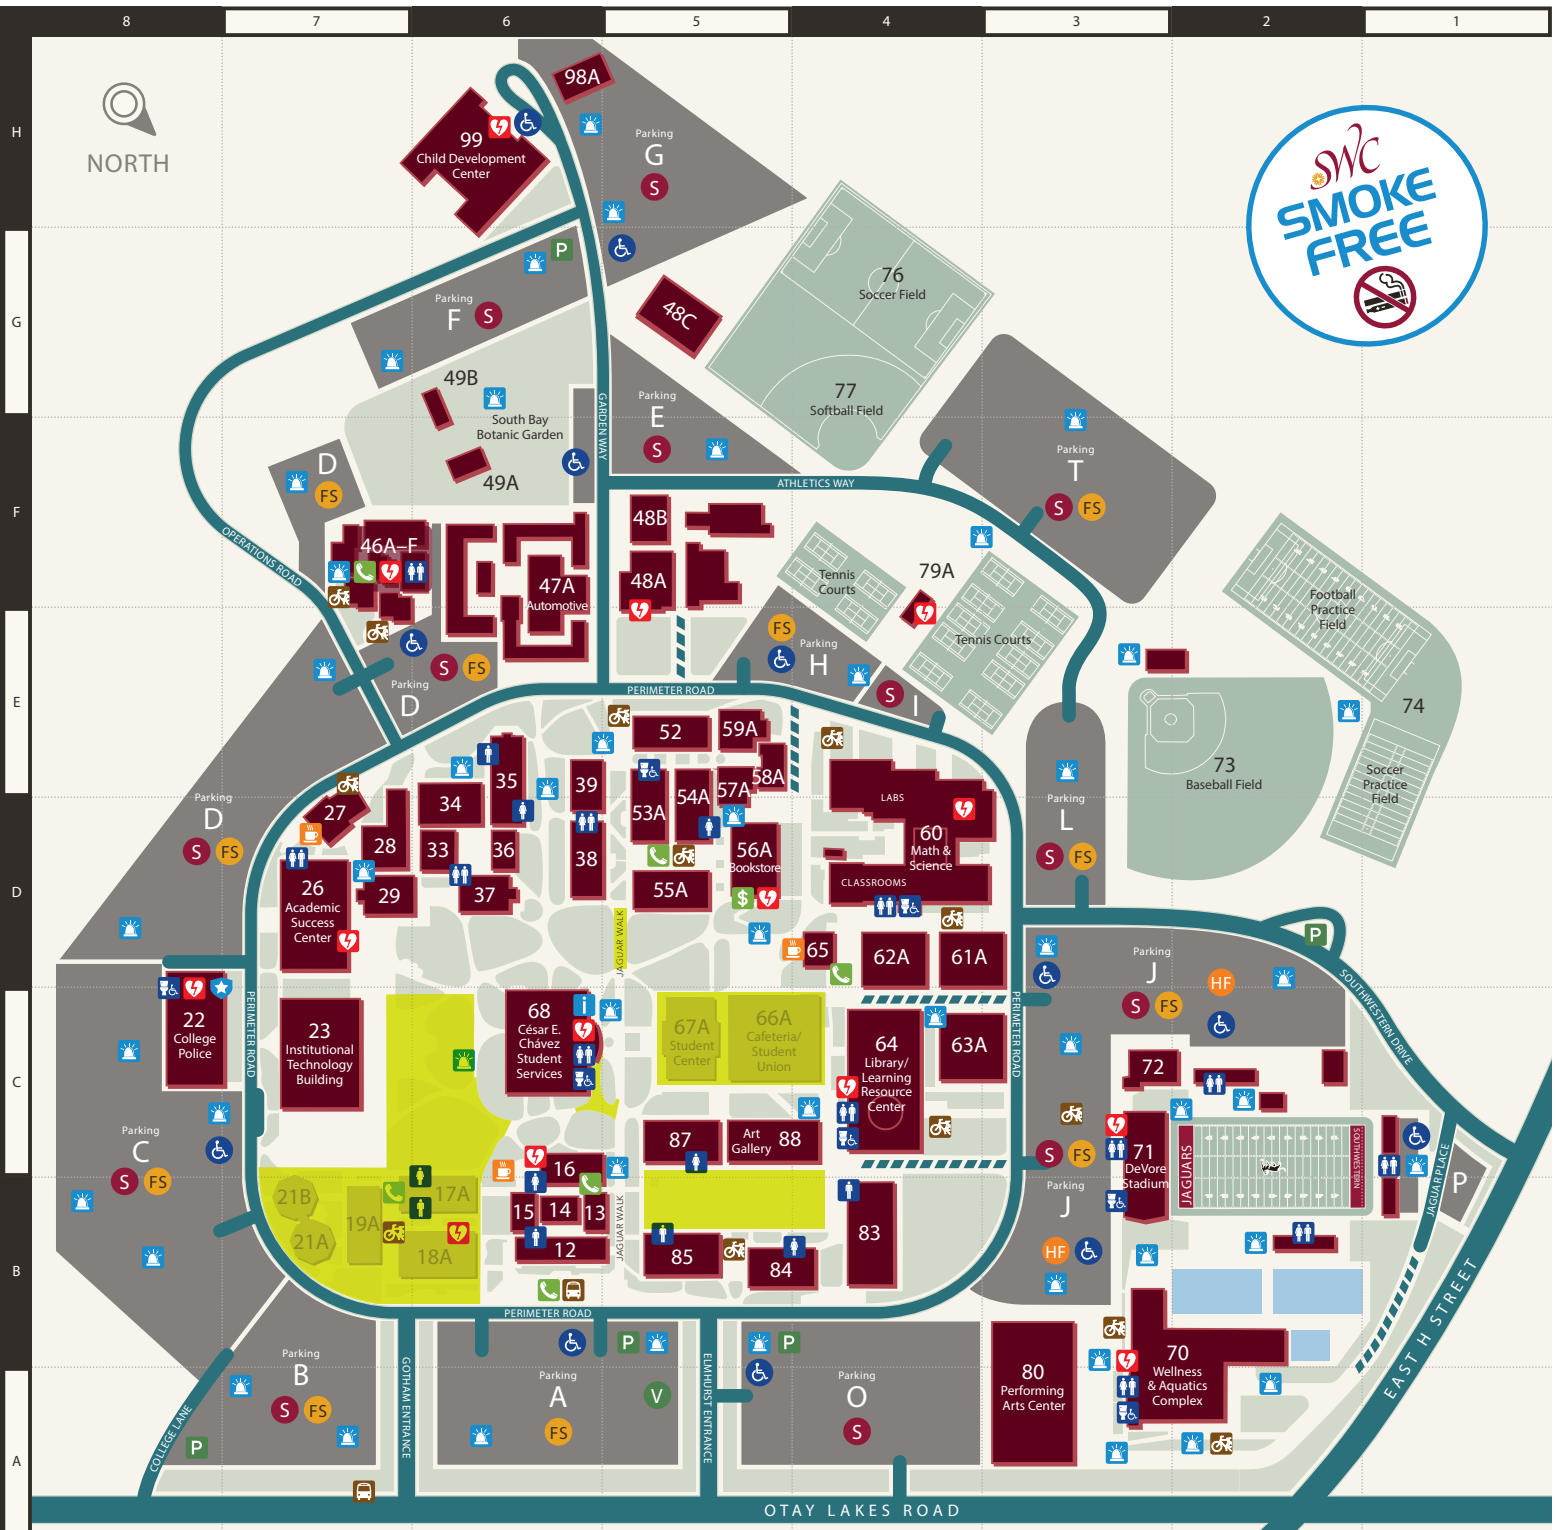 8 7 6 5 4 3 2 1
H
G
F
E
D
C
B
A
NORTH
SWC
SMOKE
FREE
98A
99
Child Development
Center
Parking
G
S
P
Parking
F
S
48C
76
Soccer Field
77
Softball Field
49B
South Bay
Botanic Garden
49A
GARDEN WAY
Parking
E
S
ATHLETICS WAY
Parking
T
S FS
D
FS
OPERATIONS ROAD
46A–F
47A
Automotive
48B
48A
Tennis
Courts
79A
Tennis Courts
Football
Practice
Field
74
Soccer
Practice
Field
73
Baseball Field
S FS
Parking
D
FS
Parking
H
S
I
PERIMETER ROAD
52
59A
58A
57A
54A
53A
39
38
35
34
33
36
37
27
28
29
26
Academic
Success
Center
Parking
D
S FS
56A
Bookstore
55A
$
LABS
60
Math &
Science
CLASSROOMS
Parking
L
S FS
65
62A
61A
JAGUAR WALK
P
Parking
J
HF
S FS
SOUTHWESTERN DRIVE
22
College
Police
PERIMETER ROAD
23
Institutional
Technology
Building
68
César E.
Chávez
Student
Services
i
67A
Student
Center
66A
Cafeteria/
Student
Union
64
Library/
Learning
Resource
Center
63A
PERIMETER ROAD
72
Parking
C
S FS
87
Art
Gallery
88
S FS
Parking
J
HF
71
DeVore
Stadium
JAGUARS
SOUTHWESTERN
P
JAGUAR PLACE
21B
21A
19A
17A
18A
16
15
14
13
12
JAGUAR WALK
85
84
83
PERIMETER ROAD
Parking
B
S FS
P
COLLEGE LANE
GOTHAM ENTRANCE
Parking
A
FS
P
V
ELMHURST ENTRANCE
P
Parking
O
S
80
Performing
Arts Center
70
Wellness
& Aquatics
Complex
EAST H STREET
OTAY LAKES ROAD